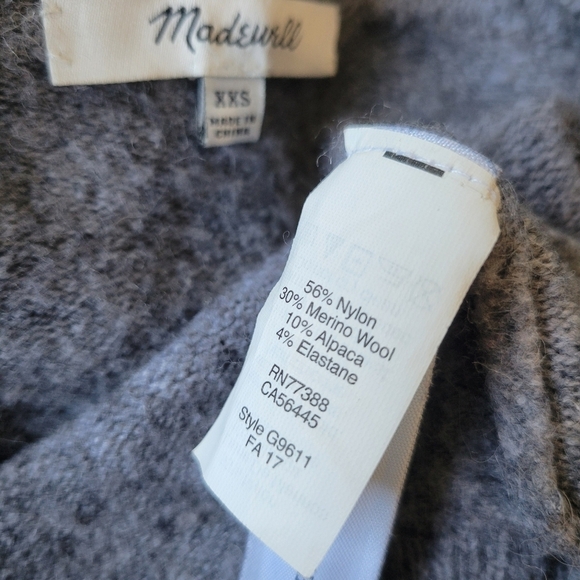 Madewell
XXS
MADE IN
CHINA
56% Nylon
30% Merino Wool
10% Alpaca
4% Elastane
RN77388
CA56445
Style G9611
FA 17